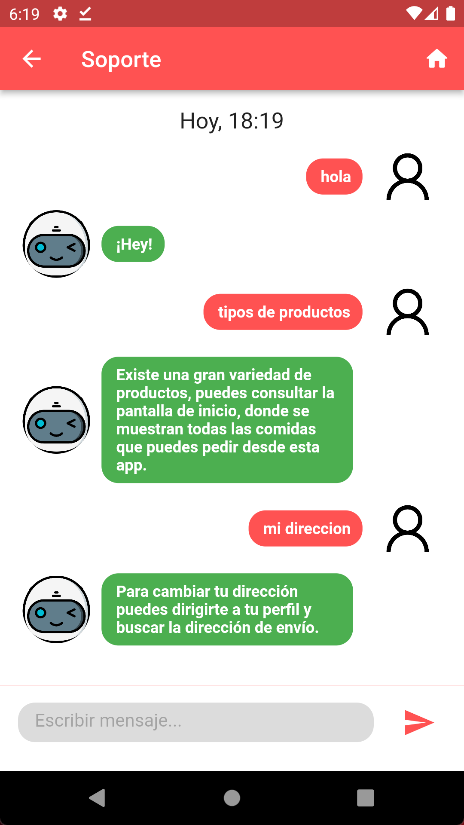 6:19
Soporte
Hoy, 18:19
hola
¡Hey!
tipos de productos
Existe una gran variedad de
productos, puedes consultar la
pantalla de inicio, donde se
muestran todas las comidas
que puedes pedir desde esta
app.
mi direccion
Para cambiar tu dirección
puedes dirigirte a tu perfil y
buscar la dirección de envío.
Escribir mensaje...